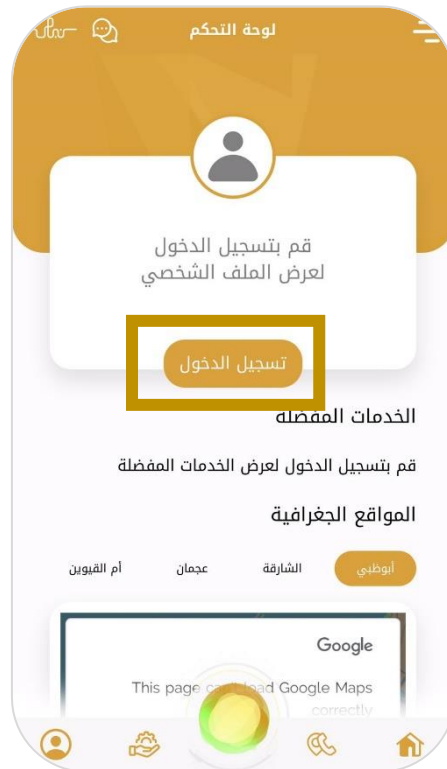 لوحة التحكم
قم بتسجيل الدخول
لعرض الملف الشخصي
تسجيل الدخول
الخدمات المفضلة
قم بتسجيل الدخول لعرض الخدمات المفضلة
المواقع الجغرافية
أبوظبي الشارقة عجمان أم القيوين
Google
This page can't load Google Maps
correctly